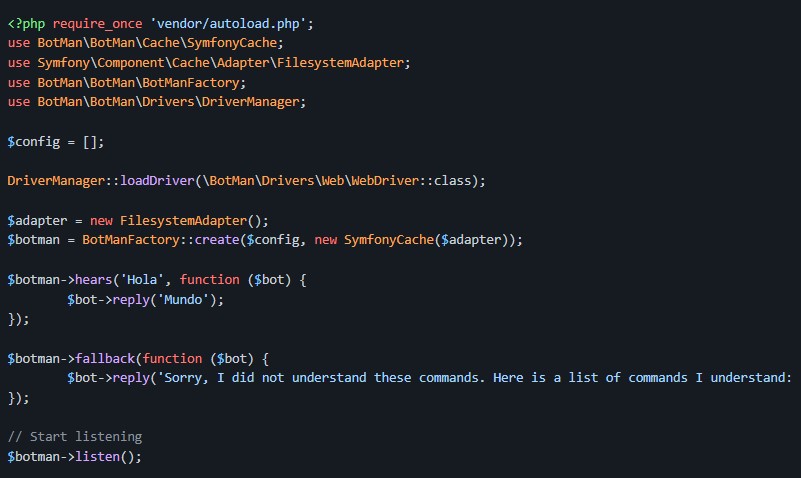 <?php require_once 'vendor/autoload.php';
use BotMan\BotMan\Cache\SymfonyCache;
use Symfony\Component\Cache\Adapter\FilesystemAdapter;
use BotMan\BotMan\BotManFactory;
use BotMan\BotMan\Drivers\DriverManager;
$config = [];
DriverManager::loadDriver(\BotMan\Drivers\Web\WebDriver::class);
$adapter = new FilesystemAdapter();
$botman = BotManFactory::create($config, new SymfonyCache($adapter));
$botman->hears('Hola', function ($bot) {
$bot->reply('Mundo');
});
$botman->fallback(function ($bot) {
$bot->reply('Sorry, I did not understand these commands. Here is a list of commands I understand:
});
// Start listening
$botman->listen();